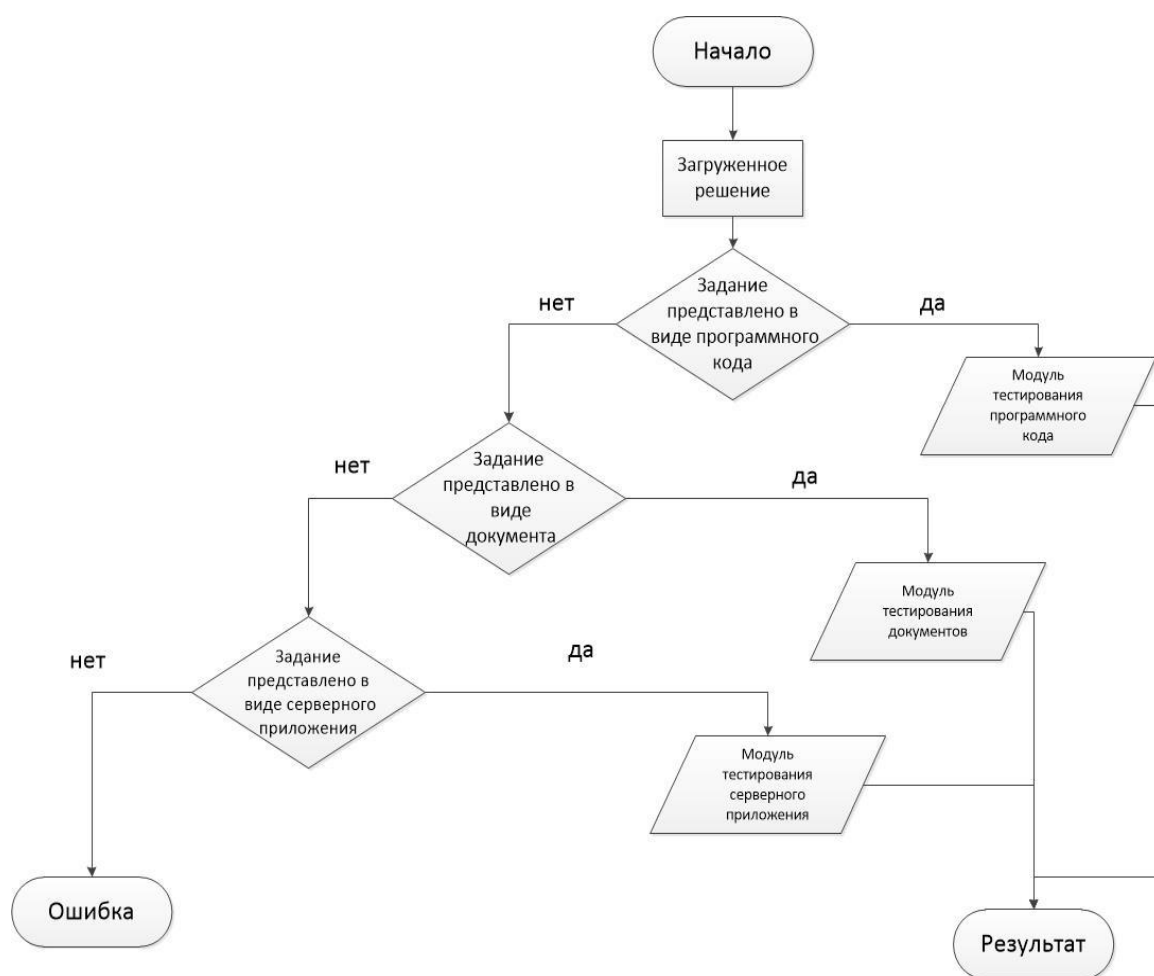 Начало
Загруженное
решение
Задание
представлено в
виде программного
кода
нет
да
Модуль
тестирования
программного
кода
Задание
представлено в
виде
документа
нет
да
Модуль
тестирования
документов
Задание
представлено в
виде серверного
приложения
нет
да
Модуль
тестирования
серверного
приложения
Ошибка
Результат